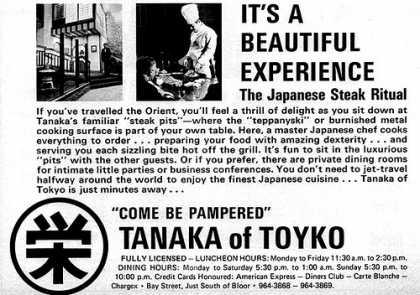 IT'S A
BEAUTIFUL
EXPERIENCE
The Japanese Steak Ritual
If you've travelled the Orient, you'll feel a thrill of delight as you sit down at
Tanaka's familiar "steak pits"—where the "teppanyski" or burnished metal
cooking surface is part of your own table. Here, a master Japanese chef cooks
everything to order . . . preparing your food with amazing dexterity . . . and
serving you each sizzling bite hot off the grill. It's fun to sit in the luxurious
"pits" with the other guests. Or if you prefer, there are private dining rooms
for intimate little parties or business conferences. You don't need to jet-travel
halfway around the world to enjoy the finest Japanese cuisine . . . Tanaka of
Tokyo is just minutes away . . .
栄
"COME BE PAMPERED"
TANAKA of TOYKO
FULLY LICENSED — LUNCHEON HOURS: Monday to Friday 11:30 a.m. to 2:30 p.m.
DINING HOURS: Monday to Saturday 5:30 p.m. to 1:00 a.m. Sunday 5:30 p.m. to
10:00 p.m. Credit Cards Honoured: American Express — Diners Club — Carte Blanche —
Chargex • Bay Street, Just South of Bloor • 964-3868 — 964-3869.